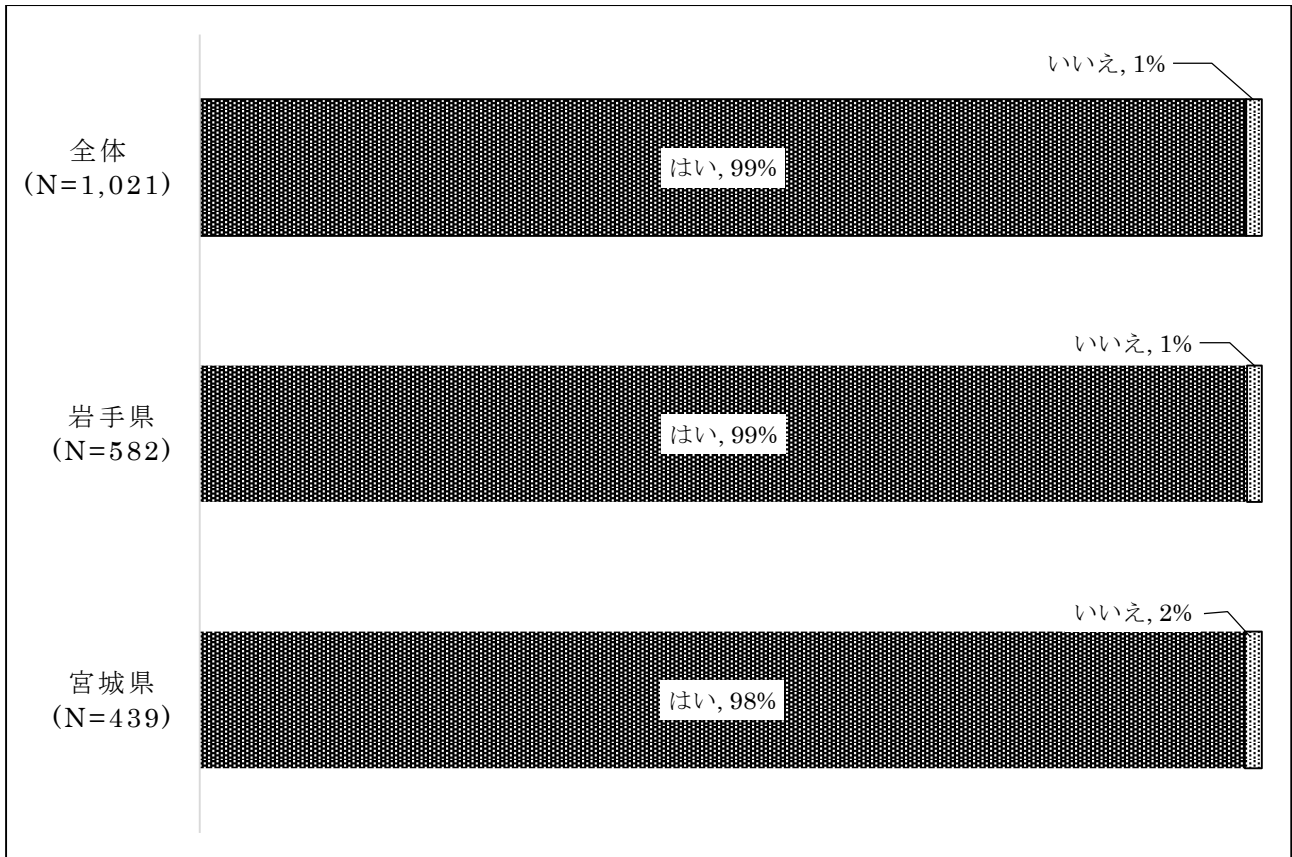 いいえ, 1%
全体
(N=1,021)
はい, 99%
いいえ, 1%
岩手県
(N=582)
はい, 99%
いいえ, 2%
宮城県
(N=439)
はい, 98%